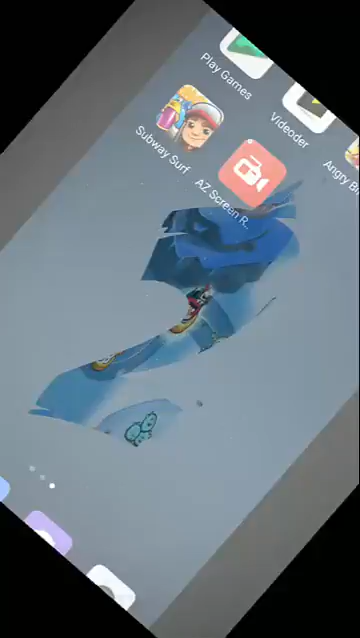 Play Games
Videoder
Angry Bi
Subway Surf
AZ Screen R..